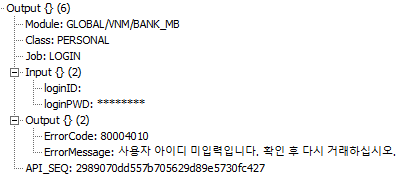 Output {} (6)
Module: GLOBAL/VNM/BANK_MB
Class: PERSONAL
Job: LOGIN
Input {} (2)
loginID:
loginPWD: ********
Output {} (2)
ErrorCode: 80004010
ErrorMessage: 사용자 아이디 미입력입니다. 확인 후 다시 거래하십시오.
API_SEQ: 2989070dd557b705629d89e5730fc427